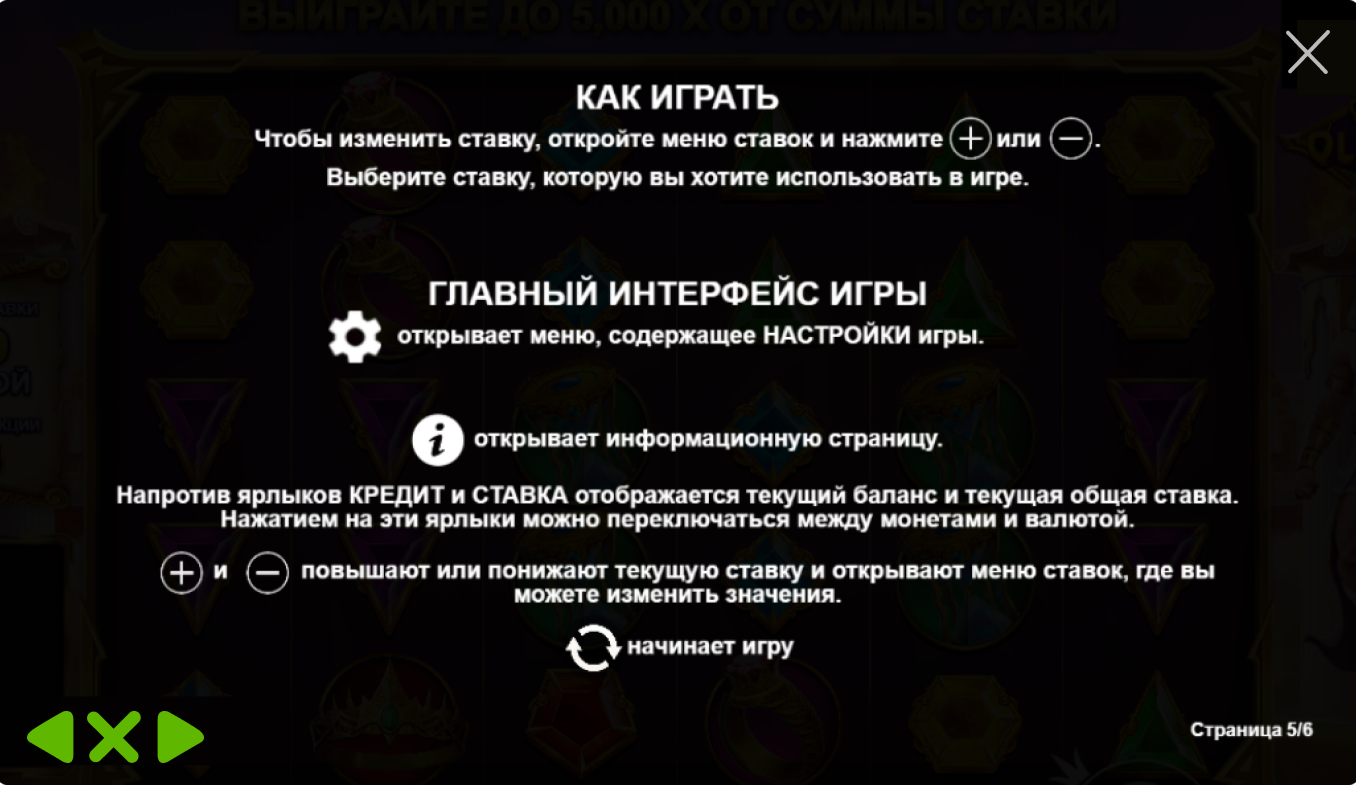 ВЫИГРАЙТЕ ДО 5,000 X ОТ СУММЫ СТАВКИ
КАК ИГРАТЬ
Чтобы изменить ставку, откройте меню ставок и нажмите + или −.
Выберите ставку, которую вы хотите использовать в игре.
ГЛАВНЫЙ ИНТЕРФЕЙС ИГРЫ
открывает меню, содержащее НАСТРОЙКИ игры.
i открывает информационную страницу.
Напротив ярлыков КРЕДИТ и СТАВКА отображается текущий баланс и текущая общая ставка.
Нажатием на эти ярлыки можно переключаться между монетами и валютой.
+ и − повышают или понижают текущую ставку и открывают меню ставок, где вы
можете изменить значения.
начинает игру
Страница 5/6